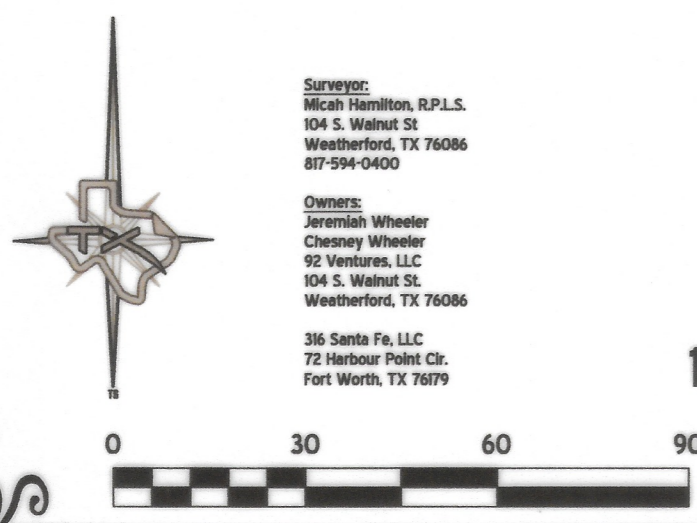 Surveyor:
Micah Hamilton, R.P.L.S.
104 S. Walnut St
Weatherford, TX 76086
817-594-0400
Owners:
Jeremiah Wheeler
Chesney Wheeler
92 Ventures, LLC
104 S. Walnut St.
Weatherford, TX 76086
316 Santa Fe, LLC
72 Harbour Point Cir.
Fort Worth, TX 76179
TX
TS
0 30 60 90